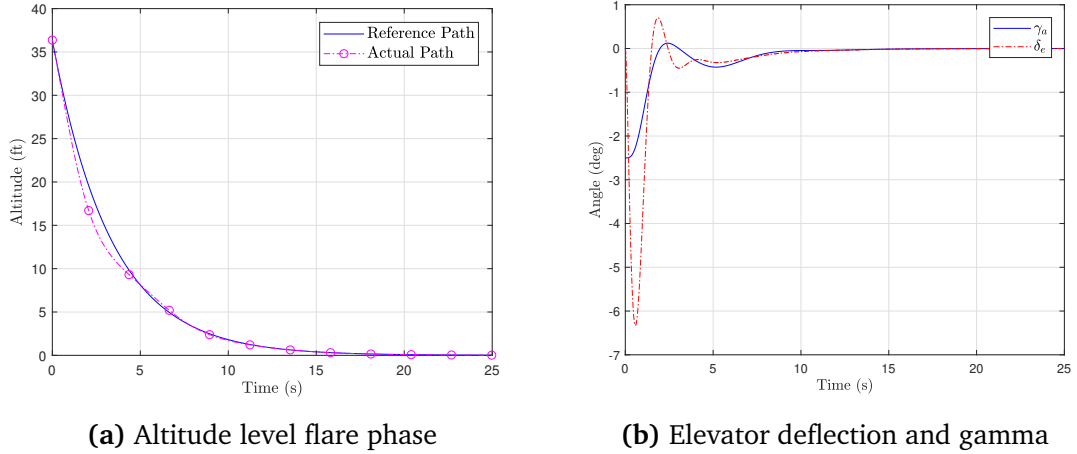 40
35
30
25
20
15
10
5
0
Altitude (ft)
0 5 10 15 20 25
Time (s)
Reference Path
Actual Path
(a) Altitude level flare phase
1
0
-1
-2
-3
-4
-5
-6
-7
Angle (deg)
0 5 10 15 20 25
Time (s)
γₐ
δₑ
(b) Elevator deflection and gamma